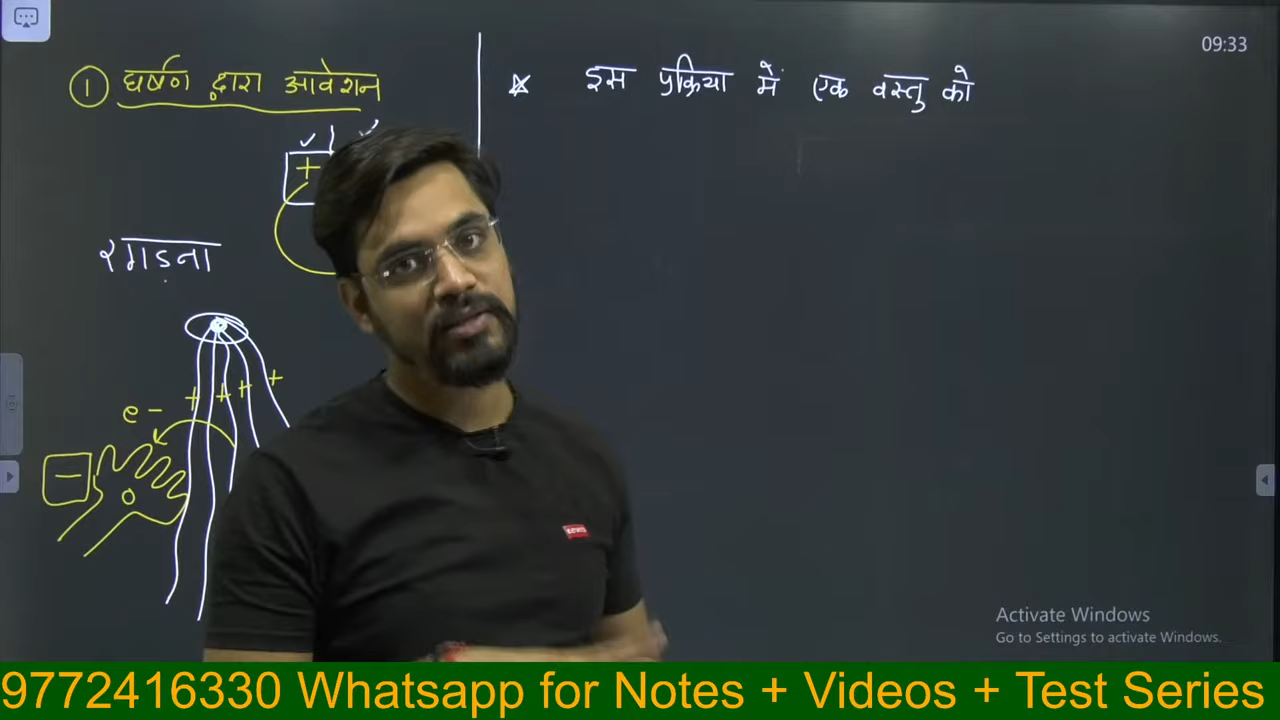 09:33
① घर्षण द्वारा आवेशन
* इस प्रक्रिया में एक वस्तु को
+
रगड़ना
+ + + +
e -
-
Levi's
Activate Windows
Go to Settings to activate Windows.
9772416330 Whatsapp for Notes + Videos + Test Series